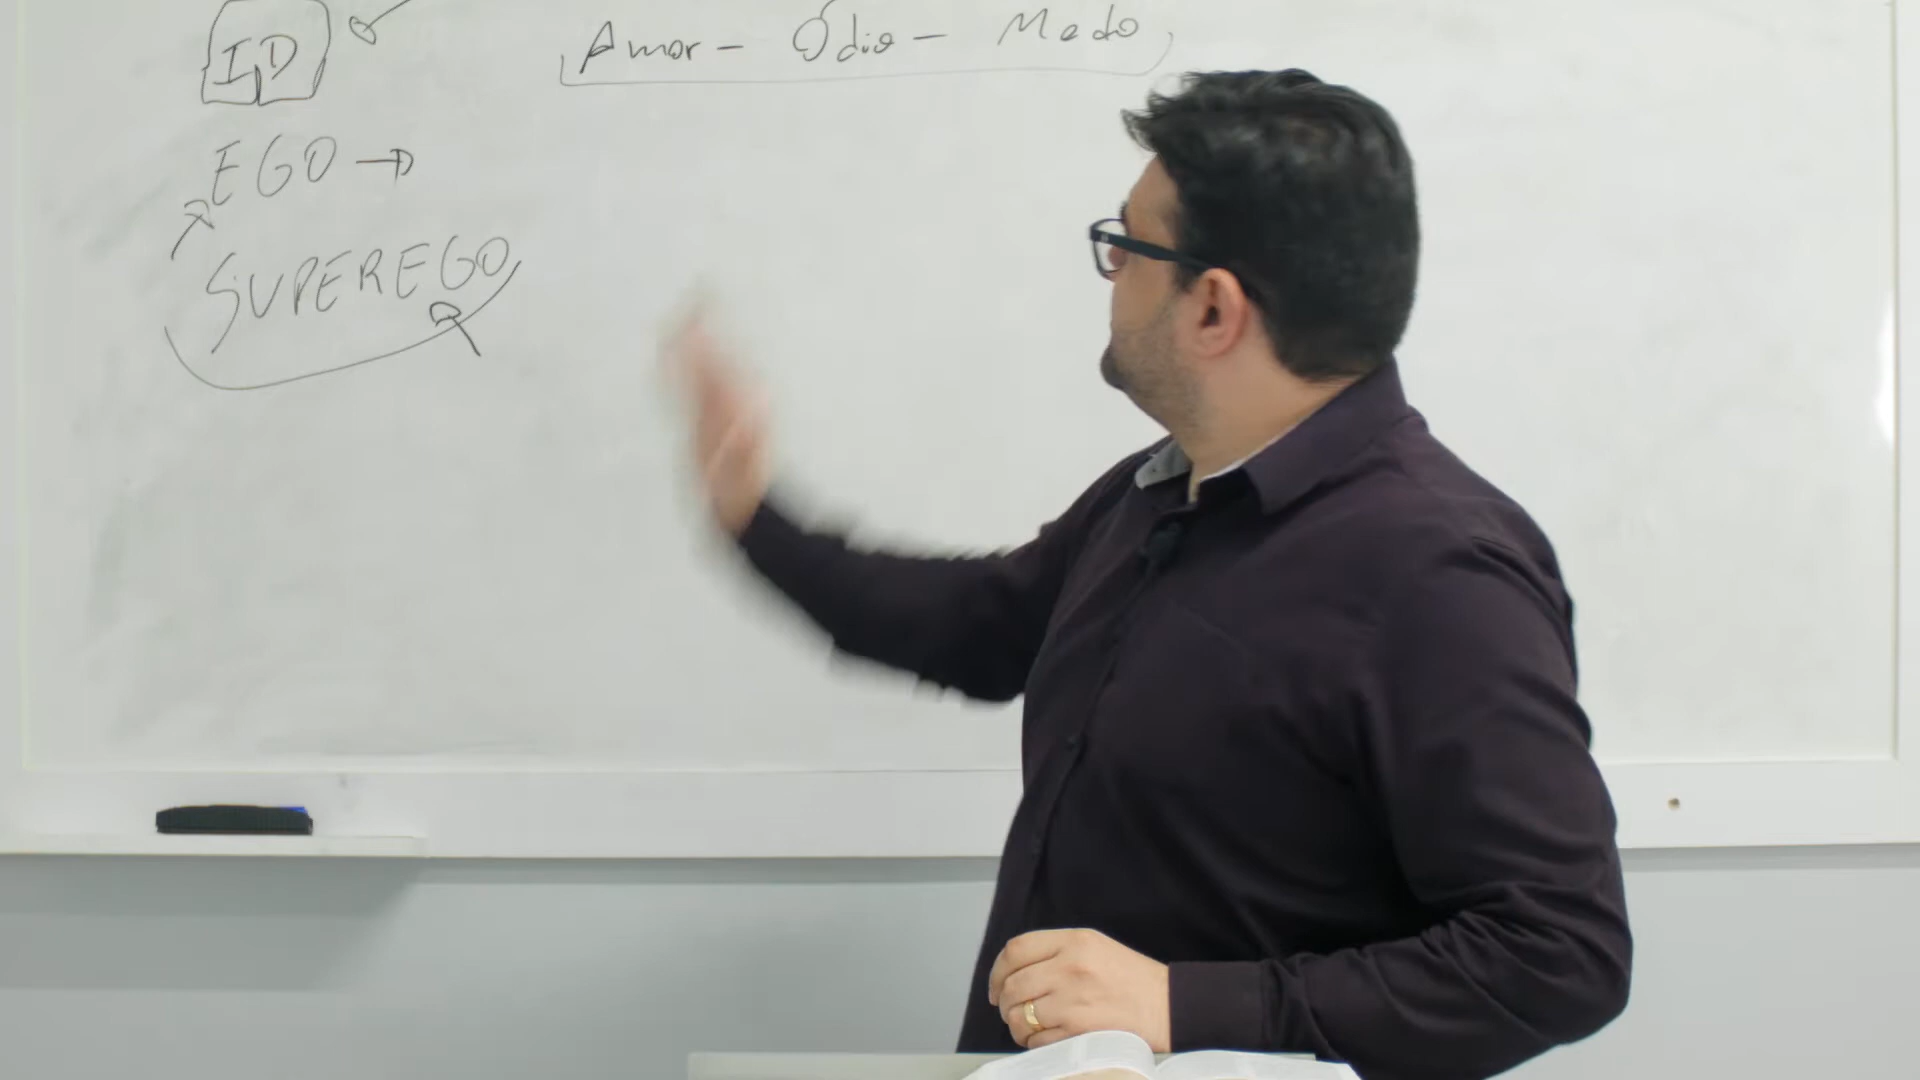 ID
Amor - Ódio - Medo
EGO →
SUPEREGO